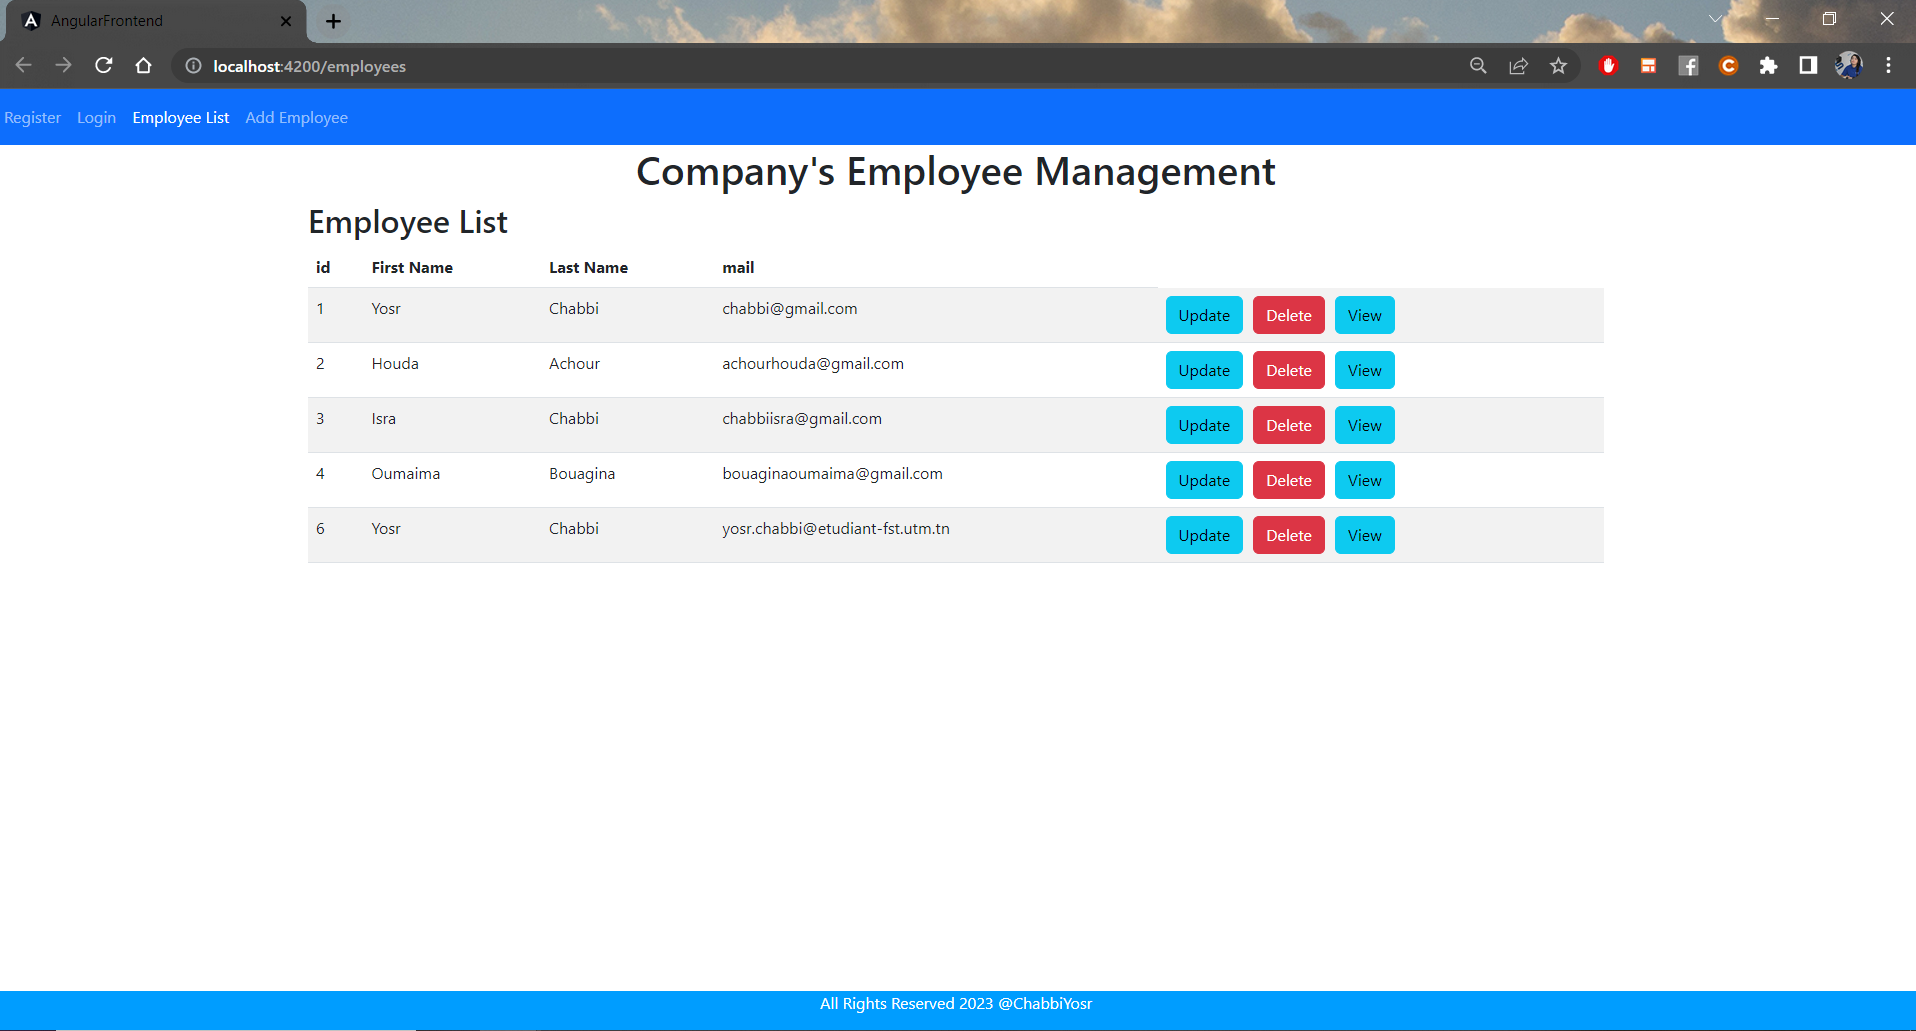 AngularFrontend
localhost:4200/employees
Register Login Employee List Add Employee
Company's Employee Management
Employee List
id First Name Last Name mail
1 Yosr Chabbi chabbi@gmail.com Update Delete View
2 Houda Achour achourhouda@gmail.com Update Delete View
3 Isra Chabbi chabbiisra@gmail.com Update Delete View
4 Oumaima Bouagina bouaginaoumaima@gmail.com Update Delete View
6 Yosr Chabbi yosr.chabbi@etudiant-fst.utm.tn Update Delete View
All Rights Reserved 2023 @ChabbiYosr